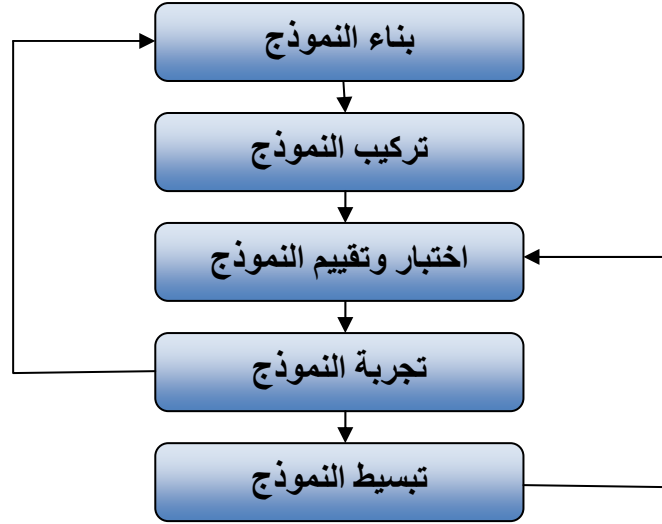 بناء النموذج
تركيب النموذج
اختبار وتقييم النموذج
تجربة النموذج
تبسيط النموذج